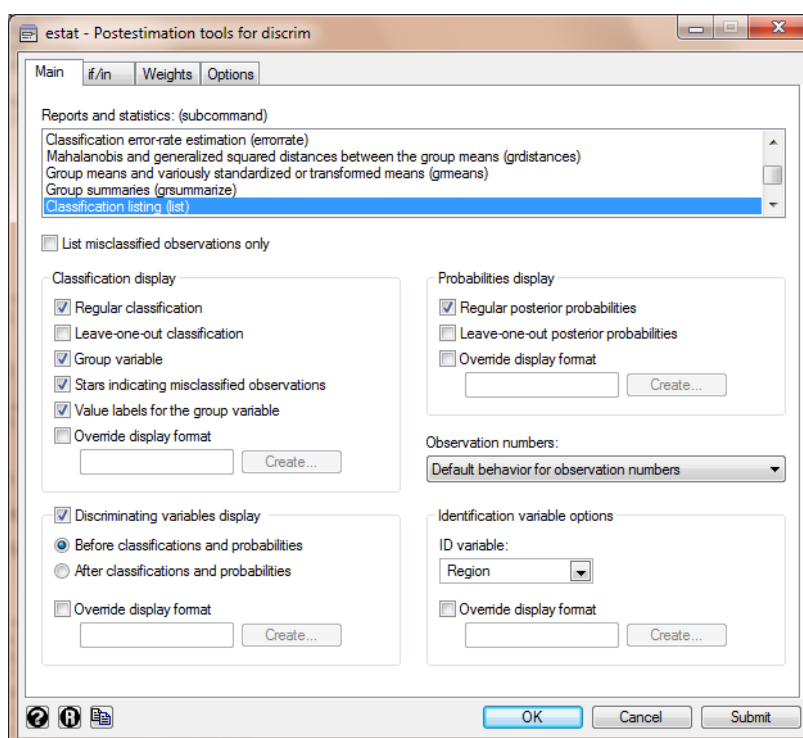 estat - Postestimation tools for discrim
Main if/in Weights Options
Reports and statistics: (subcommand)
Classification error-rate estimation (errorrate)
Mahalanobis and generalized squared distances between the group means (grdistances)
Group means and variously standardized or transformed means (grmeans)
Group summaries (grsummarize)
Classification listing (list)
List misclassified observations only
Classification display
Regular classification
Leave-one-out classification
Group variable
Stars indicating misclassified observations
Value labels for the group variable
Override display format
Create...
Probabilities display
Regular posterior probabilities
Leave-one-out posterior probabilities
Override display format
Create...
Observation numbers:
Default behavior for observation numbers
Discriminating variables display
Before classifications and probabilities
After classifications and probabilities
Override display format
Create...
Identification variable options
ID variable:
Region
Override display format
Create...
OK Cancel Submit